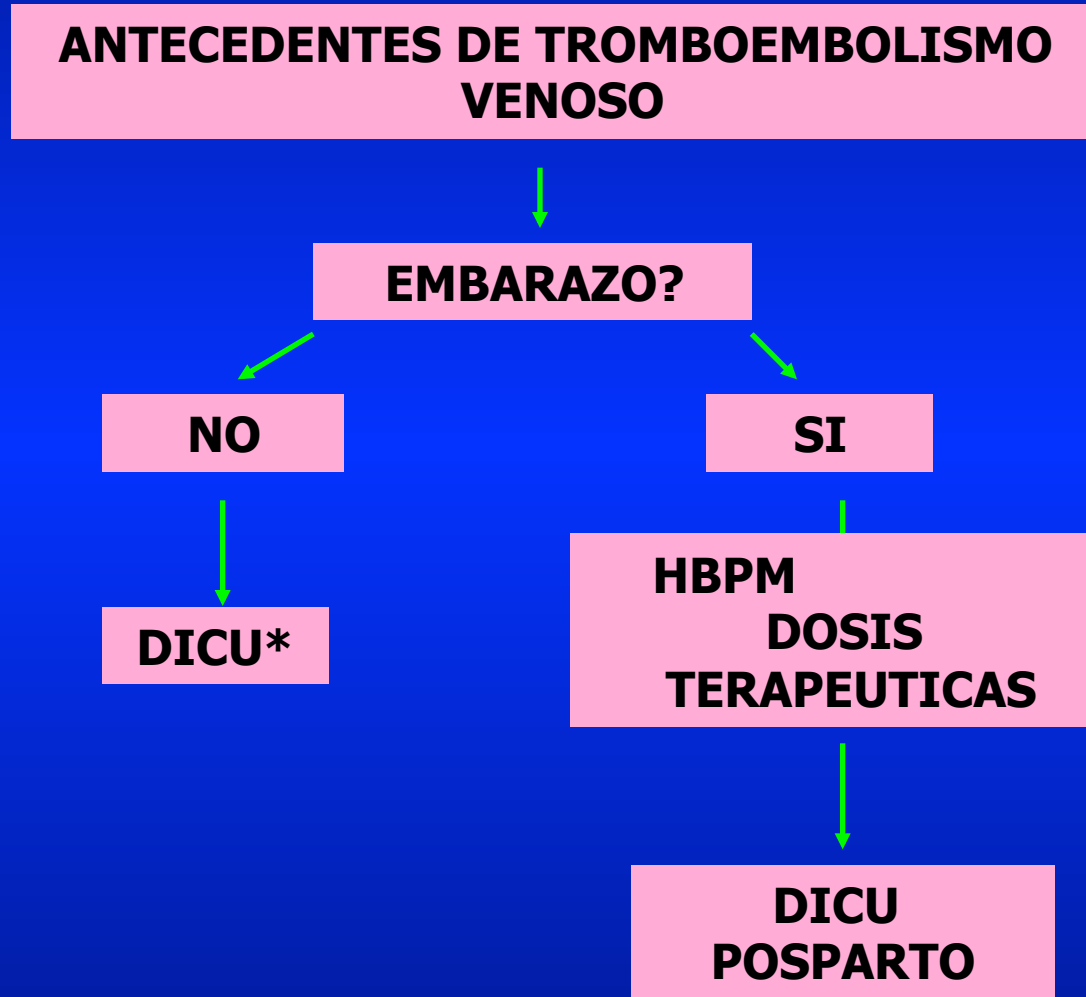 ANTECEDENTES DE TROMBOEMBOLISMO
VENOSO
EMBARAZO?
NO
SI
HBPM
DOSIS
TERAPEUTICAS
DICU*
DICU
POSPARTO